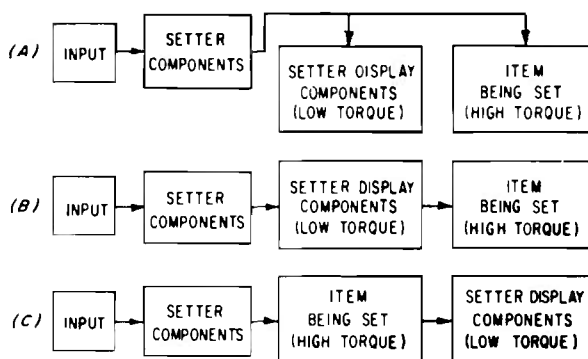 (A)
INPUT
SETTER
COMPONENTS
SETTER DISPLAY
COMPONENTS
(LOW TORQUE)
ITEM
BEING SET
(HIGH TORQUE)
(B)
INPUT
SETTER
COMPONENTS
SETTER DISPLAY
COMPONENTS
(LOW TORQUE)
ITEM
BEING SET
(HIGH TORQUE)
(C)
INPUT
SETTER
COMPONENTS
ITEM
BEING SET
(HIGH TORQUE)
SETTER DISPLAY
COMPONENTS
(LOW TORQUE)